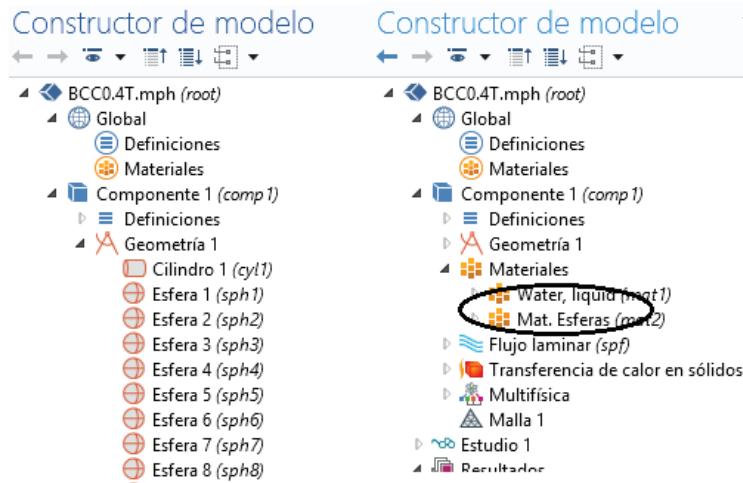 Constructor de modelo
BCC0.4T.mph (root)
Global
Definiciones
Materiales
Componente 1 (comp1)
Definiciones
Geometría 1
Cilindro 1 (cyl1)
Esfera 1 (sph1)
Esfera 2 (sph2)
Esfera 3 (sph3)
Esfera 4 (sph4)
Esfera 5 (sph5)
Esfera 6 (sph6)
Esfera 7 (sph7)
Esfera 8 (sph8)
Constructor de modelo
BCC0.4T.mph (root)
Global
Definiciones
Materiales
Componente 1 (comp1)
Definiciones
Geometría 1
Materiales
Water, liquid (mat1)
Mat. Esferas (mat2)
Flujo laminar (spf)
Transferencia de calor en sólidos
Multifísica
Malla 1
Estudio 1
Resultados